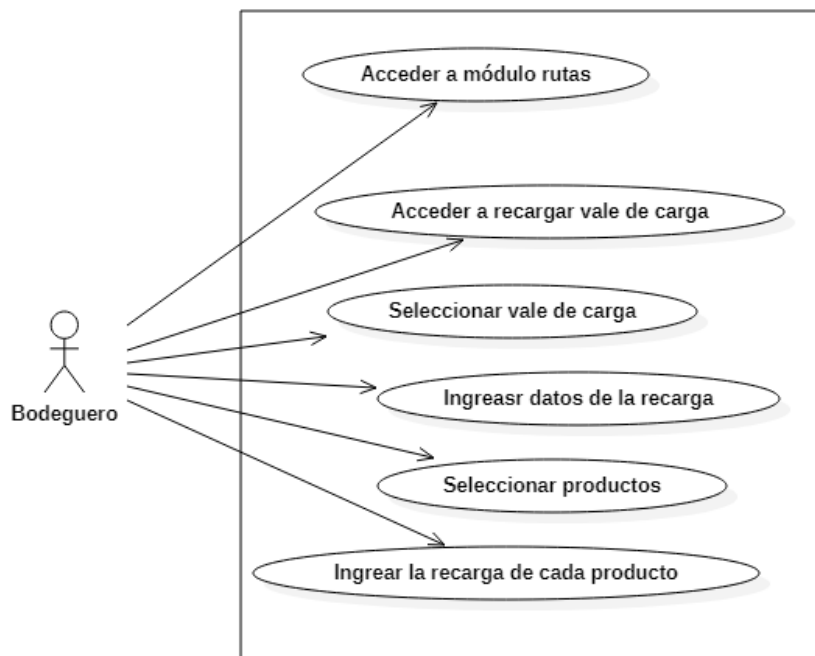 Acceder a módulo rutas
Acceder a recargar vale de carga
Seleccionar vale de carga
Ingreasr datos de la recarga
Bodeguero
Seleccionar productos
Ingrear la recarga de cada producto